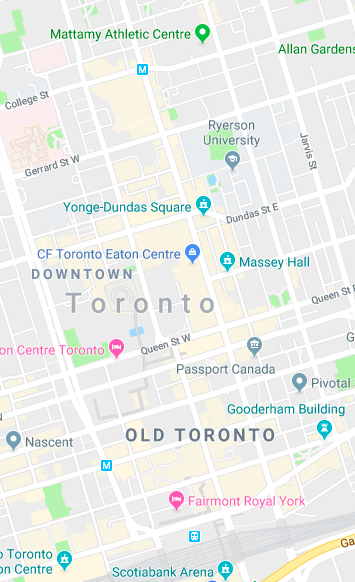 Mattamy Athletic Centre
Allan Gardens
M
College St
Ryerson
University
Jarvis St
Gerrard St W
Yonge-Dundas Square
Dundas St E
CF Toronto Eaton Centre
Massey Hall
DOWNTOWN
Toronto
Queen St E
on Centre Toronto
Queen St W
Passport Canada
Pivotal
Gooderham Building
OLD TORONTO
Nascent
M
Fairmont Royal York
Ga
o Toronto
on Centre
Scotiabank Arena